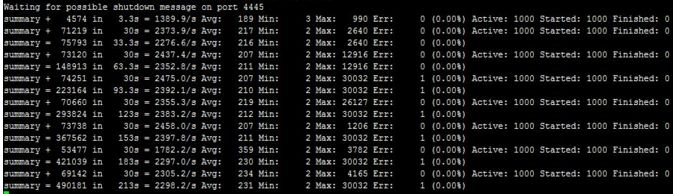 Waiting for possible shutdown message on port 4445
summary + 4574 in 3.3s = 1389.9/s Avg: 189 Min: 3 Max: 990 Err: 0 (0.00%) Active: 1000 Started: 1000 Finished: 0
summary + 71219 in 30s = 2373.9/s Avg: 217 Min: 2 Max: 2640 Err: 0 (0.00%) Active: 1000 Started: 1000 Finished: 0
summary = 75793 in 33.3s = 2276.6/s Avg: 216 Min: 2 Max: 2640 Err: 0 (0.00%)
summary + 73120 in 30s = 2437.4/s Avg: 207 Min: 2 Max: 12916 Err: 0 (0.00%) Active: 1000 Started: 1000 Finished: 0
summary = 148913 in 63.3s = 2352.8/s Avg: 211 Min: 2 Max: 12916 Err: 0 (0.00%)
summary + 74251 in 30s = 2475.0/s Avg: 207 Min: 2 Max: 30032 Err: 1 (0.00%) Active: 1000 Started: 1000 Finished: 0
summary = 223164 in 93.3s = 2392.1/s Avg: 210 Min: 2 Max: 30032 Err: 1 (0.00%)
summary + 70660 in 30s = 2355.3/s Avg: 219 Min: 2 Max: 26127 Err: 0 (0.00%) Active: 1000 Started: 1000 Finished: 0
summary = 293824 in 123s = 2383.2/s Avg: 212 Min: 2 Max: 30032 Err: 1 (0.00%)
summary + 73738 in 30s = 2458.0/s Avg: 207 Min: 2 Max: 1206 Err: 0 (0.00%) Active: 1000 Started: 1000 Finished: 0
summary = 367562 in 153s = 2397.8/s Avg: 211 Min: 2 Max: 30032 Err: 1 (0.00%)
summary + 53477 in 30s = 1782.2/s Avg: 359 Min: 2 Max: 3782 Err: 0 (0.00%) Active: 1000 Started: 1000 Finished: 0
summary = 421039 in 183s = 2297.0/s Avg: 230 Min: 2 Max: 30032 Err: 1 (0.00%)
summary + 69142 in 30s = 2305.2/s Avg: 234 Min: 2 Max: 4165 Err: 0 (0.00%) Active: 1000 Started: 1000 Finished: 0
summary = 490181 in 213s = 2298.2/s Avg: 231 Min: 2 Max: 30032 Err: 1 (0.00%)